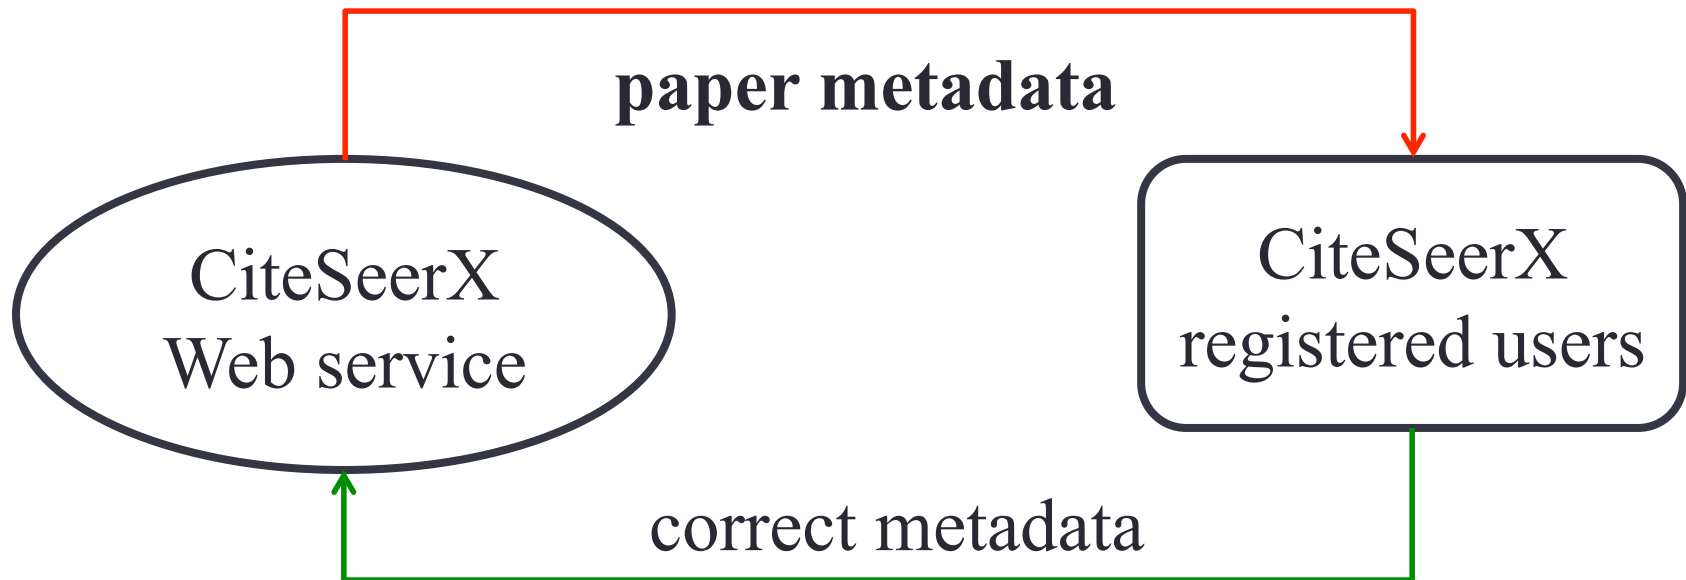 paper metadata
CiteSeerX
Web service
CiteSeerX
registered users
correct metadata